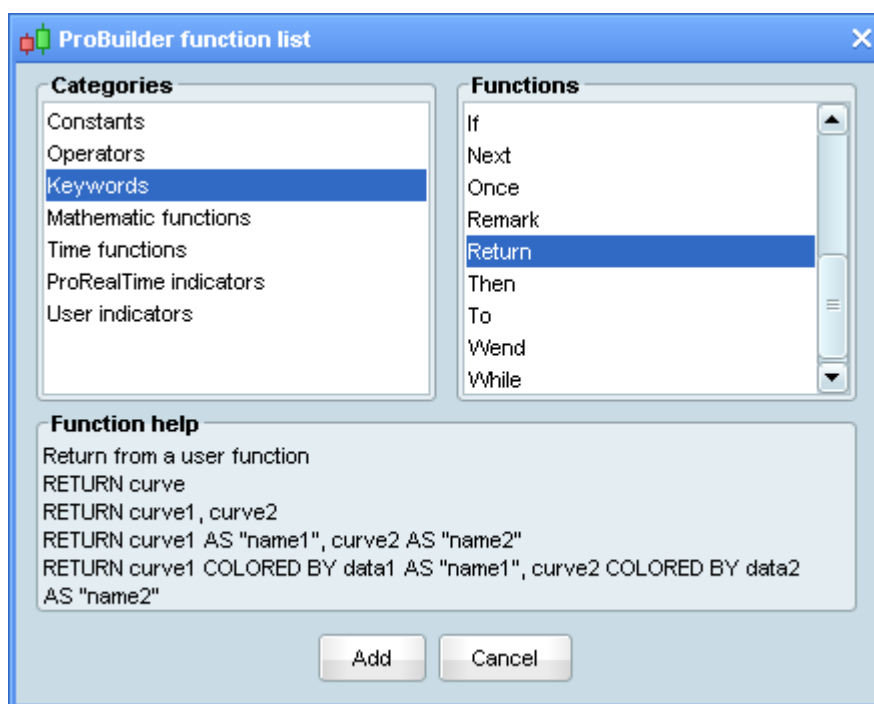 ProBuilder function list
Categories
Constants
Operators
Keywords
Mathematic functions
Time functions
ProRealTime indicators
User indicators
Functions
If
Next
Once
Remark
Return
Then
To
Wend
While
Function help
Return from a user function
RETURN curve
RETURN curve1, curve2
RETURN curve1 AS "name1", curve2 AS "name2"
RETURN curve1 COLORED BY data1 AS "name1", curve2 COLORED BY data2
AS "name2"
Add
Cancel